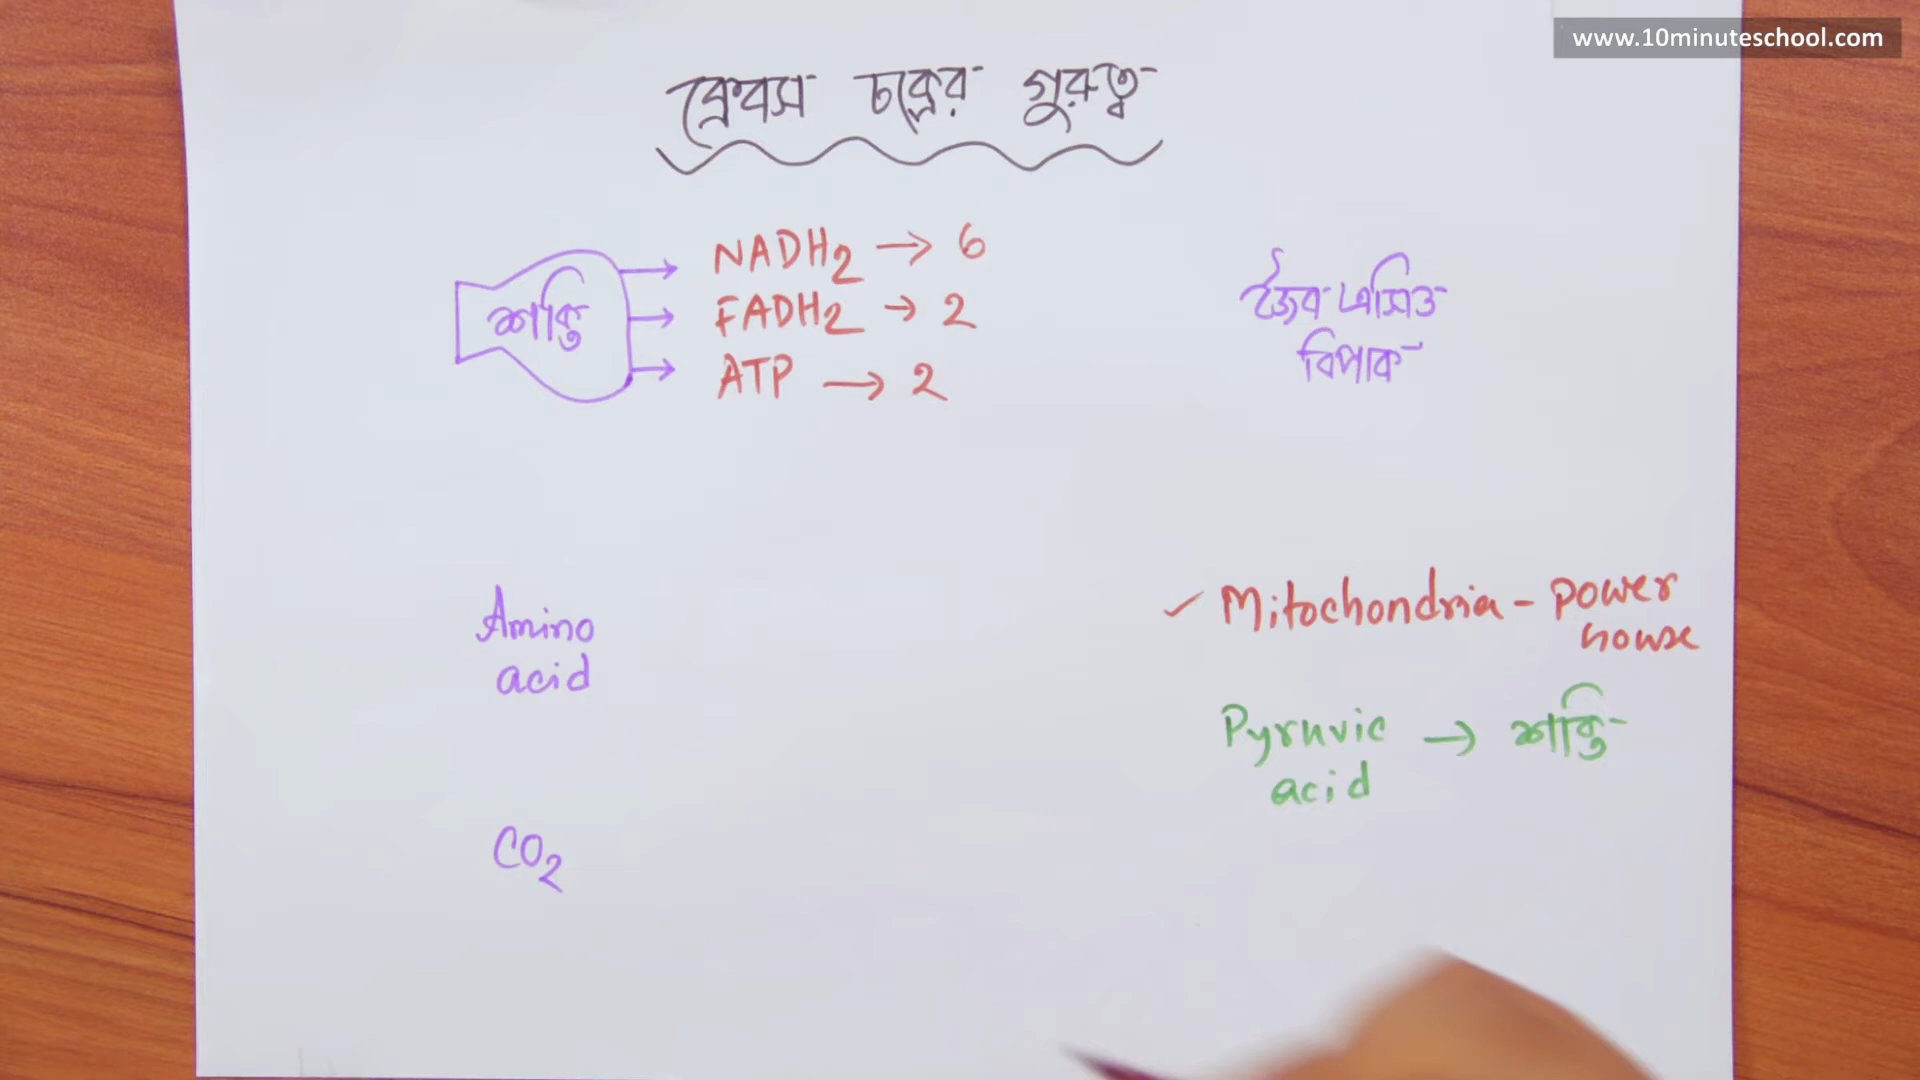 www.10minuteschool.com
ক্রেবস চক্রের গুরুত্ব
শক্তি
NADH2 → 6
FADH2 → 2
ATP → 2
জৈব এসিড
বিপাক
Amino
acid
✓ Mitochondria - power
house
Pyruvic → শক্তি
acid
CO2